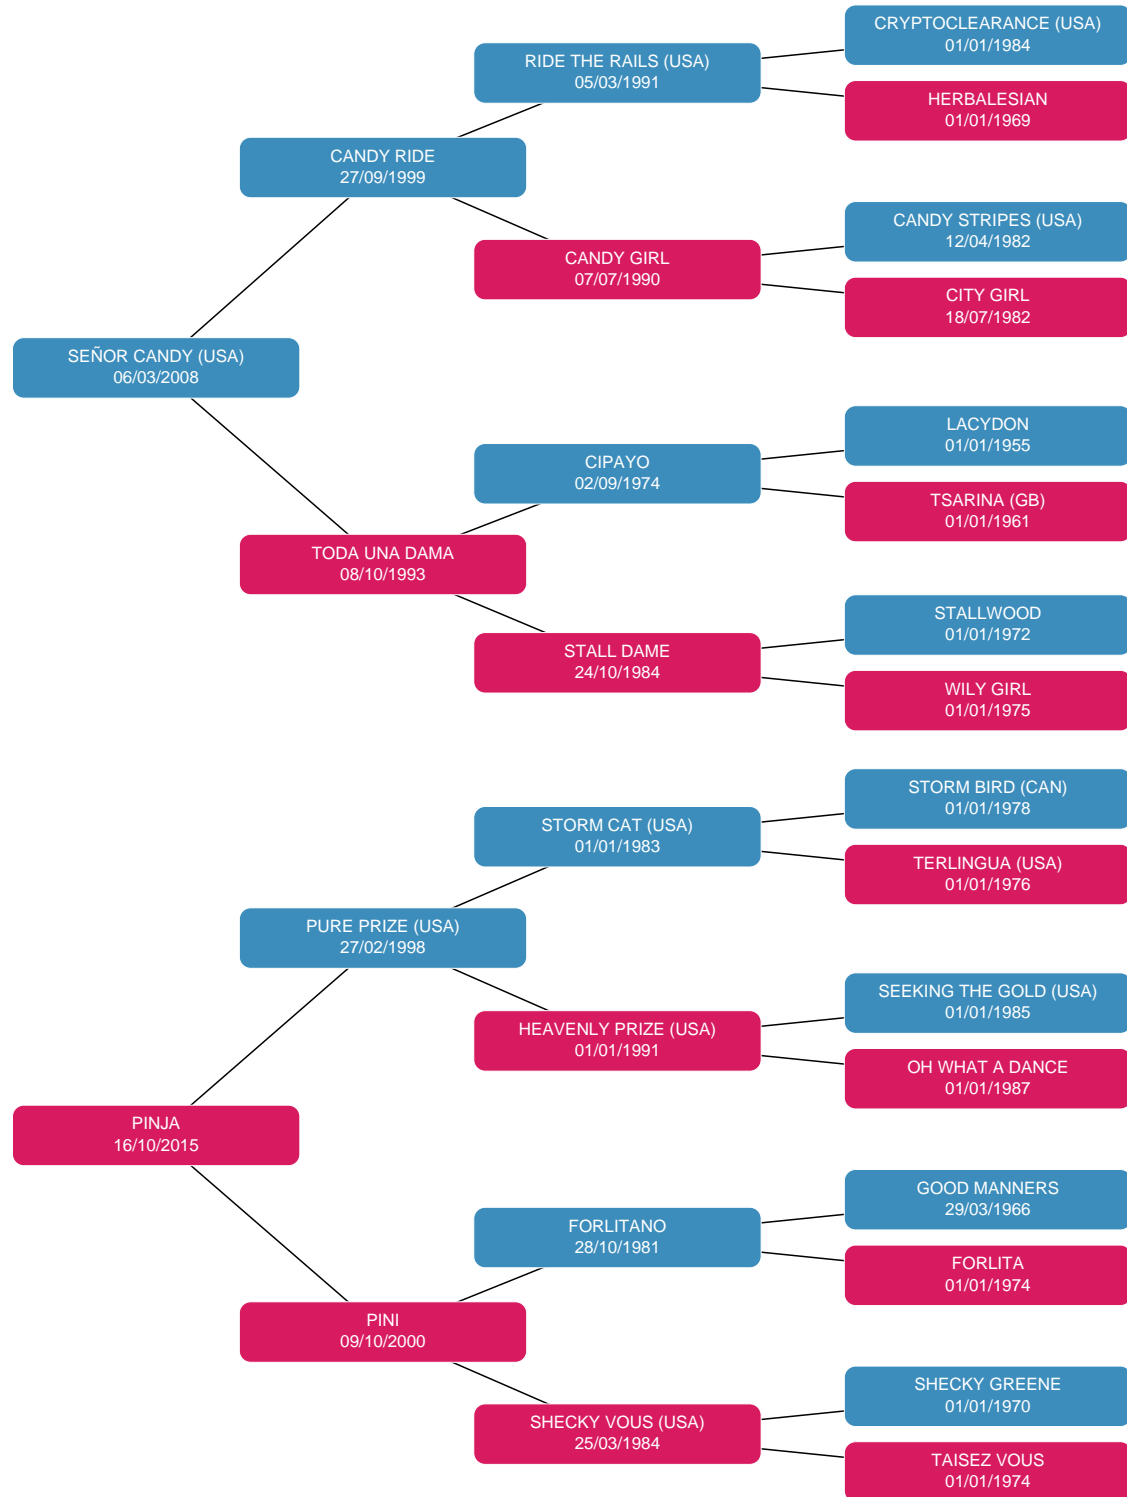 CRYPTOCLEARANCE (USA)
01/01/1984
RIDE THE RAILS (USA)
05/03/1991
HERBALESIAN
01/01/1969
CANDY RIDE
27/09/1999
CANDY STRIPES (USA)
12/04/1982
CANDY GIRL
07/07/1990
CITY GIRL
18/07/1982
SEÑOR CANDY (USA)
06/03/2008
LACYDON
01/01/1955
CIPAYO
02/09/1974
TSARINA (GB)
01/01/1961
TODA UNA DAMA
08/10/1993
STALLWOOD
01/01/1972
STALL DAME
24/10/1984
WILY GIRL
01/01/1975
STORM BIRD (CAN)
01/01/1978
STORM CAT (USA)
01/01/1983
TERLINGUA (USA)
01/01/1976
PURE PRIZE (USA)
27/02/1998
SEEKING THE GOLD (USA)
01/01/1985
HEAVENLY PRIZE (USA)
01/01/1991
OH WHAT A DANCE
01/01/1987
PINJA
16/10/2015
GOOD MANNERS
29/03/1966
FORLITANO
28/10/1981
FORLITA
01/01/1974
PINI
09/10/2000
SHECKY GREENE
01/01/1970
SHECKY VOUS (USA)
25/03/1984
TAISEZ VOUS
01/01/1974